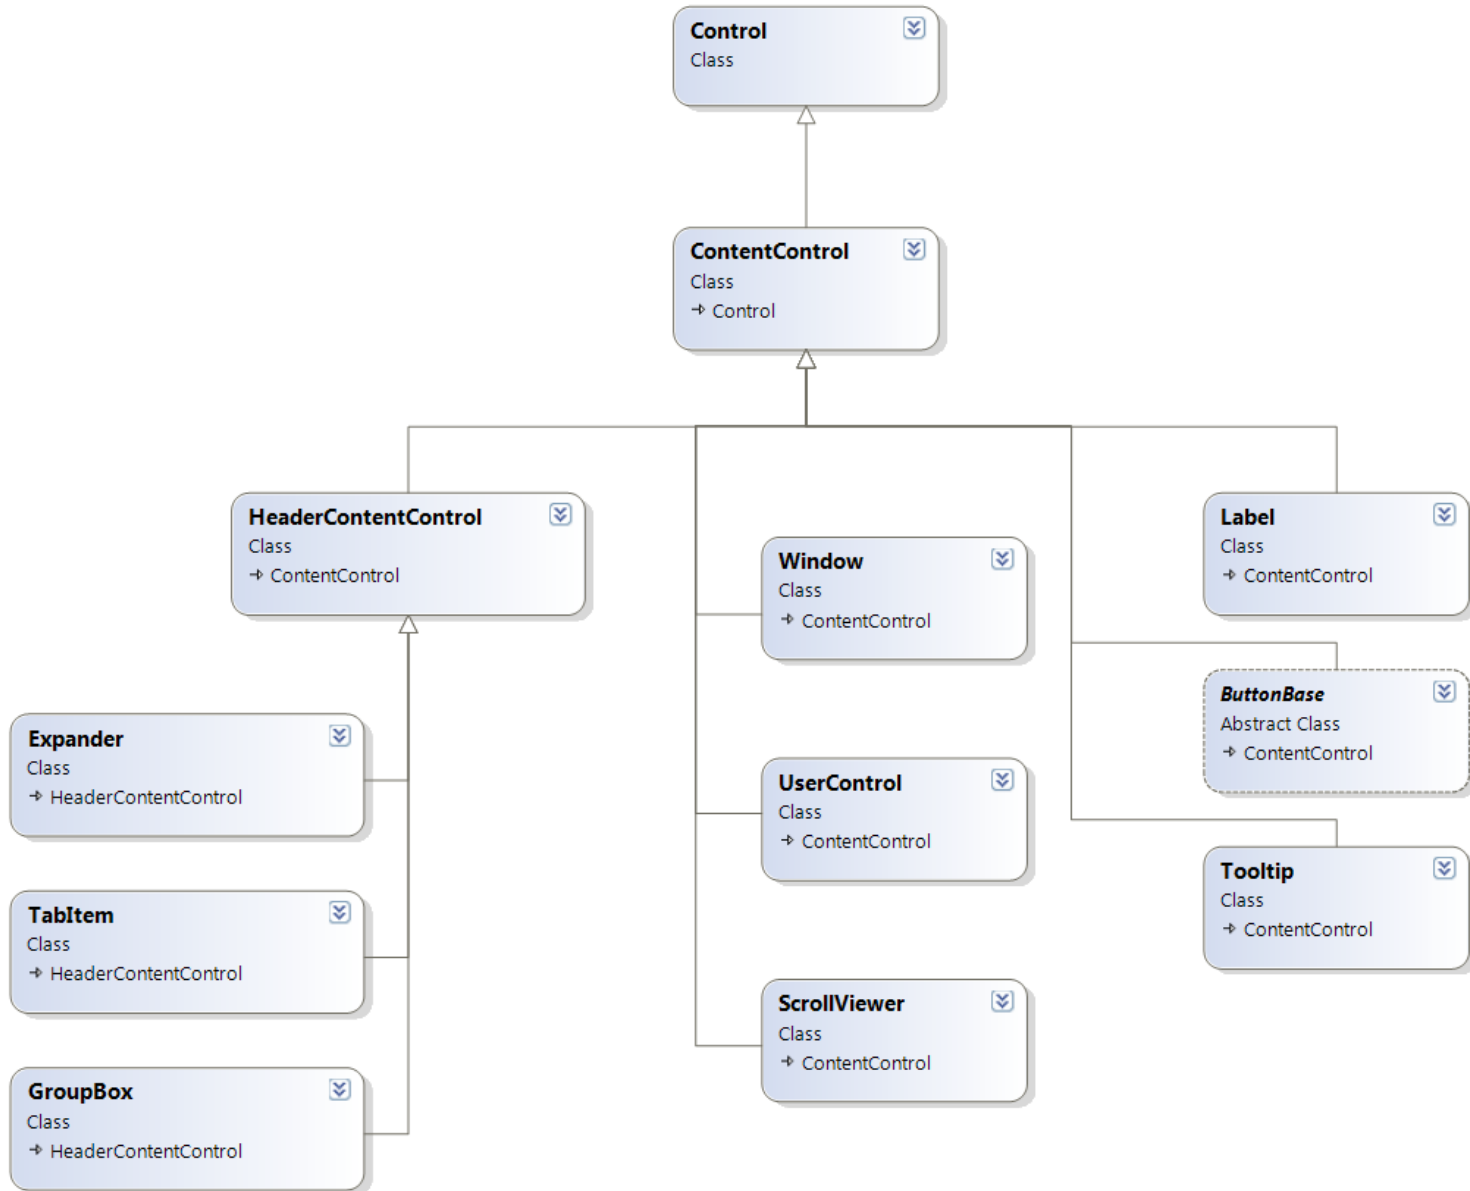 Control
Class
ContentControl
Class
Control
HeaderContentControl
Class
ContentControl
Expander
Class
HeaderContentControl
TabItem
Class
HeaderContentControl
GroupBox
Class
HeaderContentControl
Window
Class
ContentControl
UserControl
Class
ContentControl
ScrollViewer
Class
ContentControl
Label
Class
ContentControl
ButtonBase
Abstract Class
ContentControl
Tooltip
Class
ContentControl